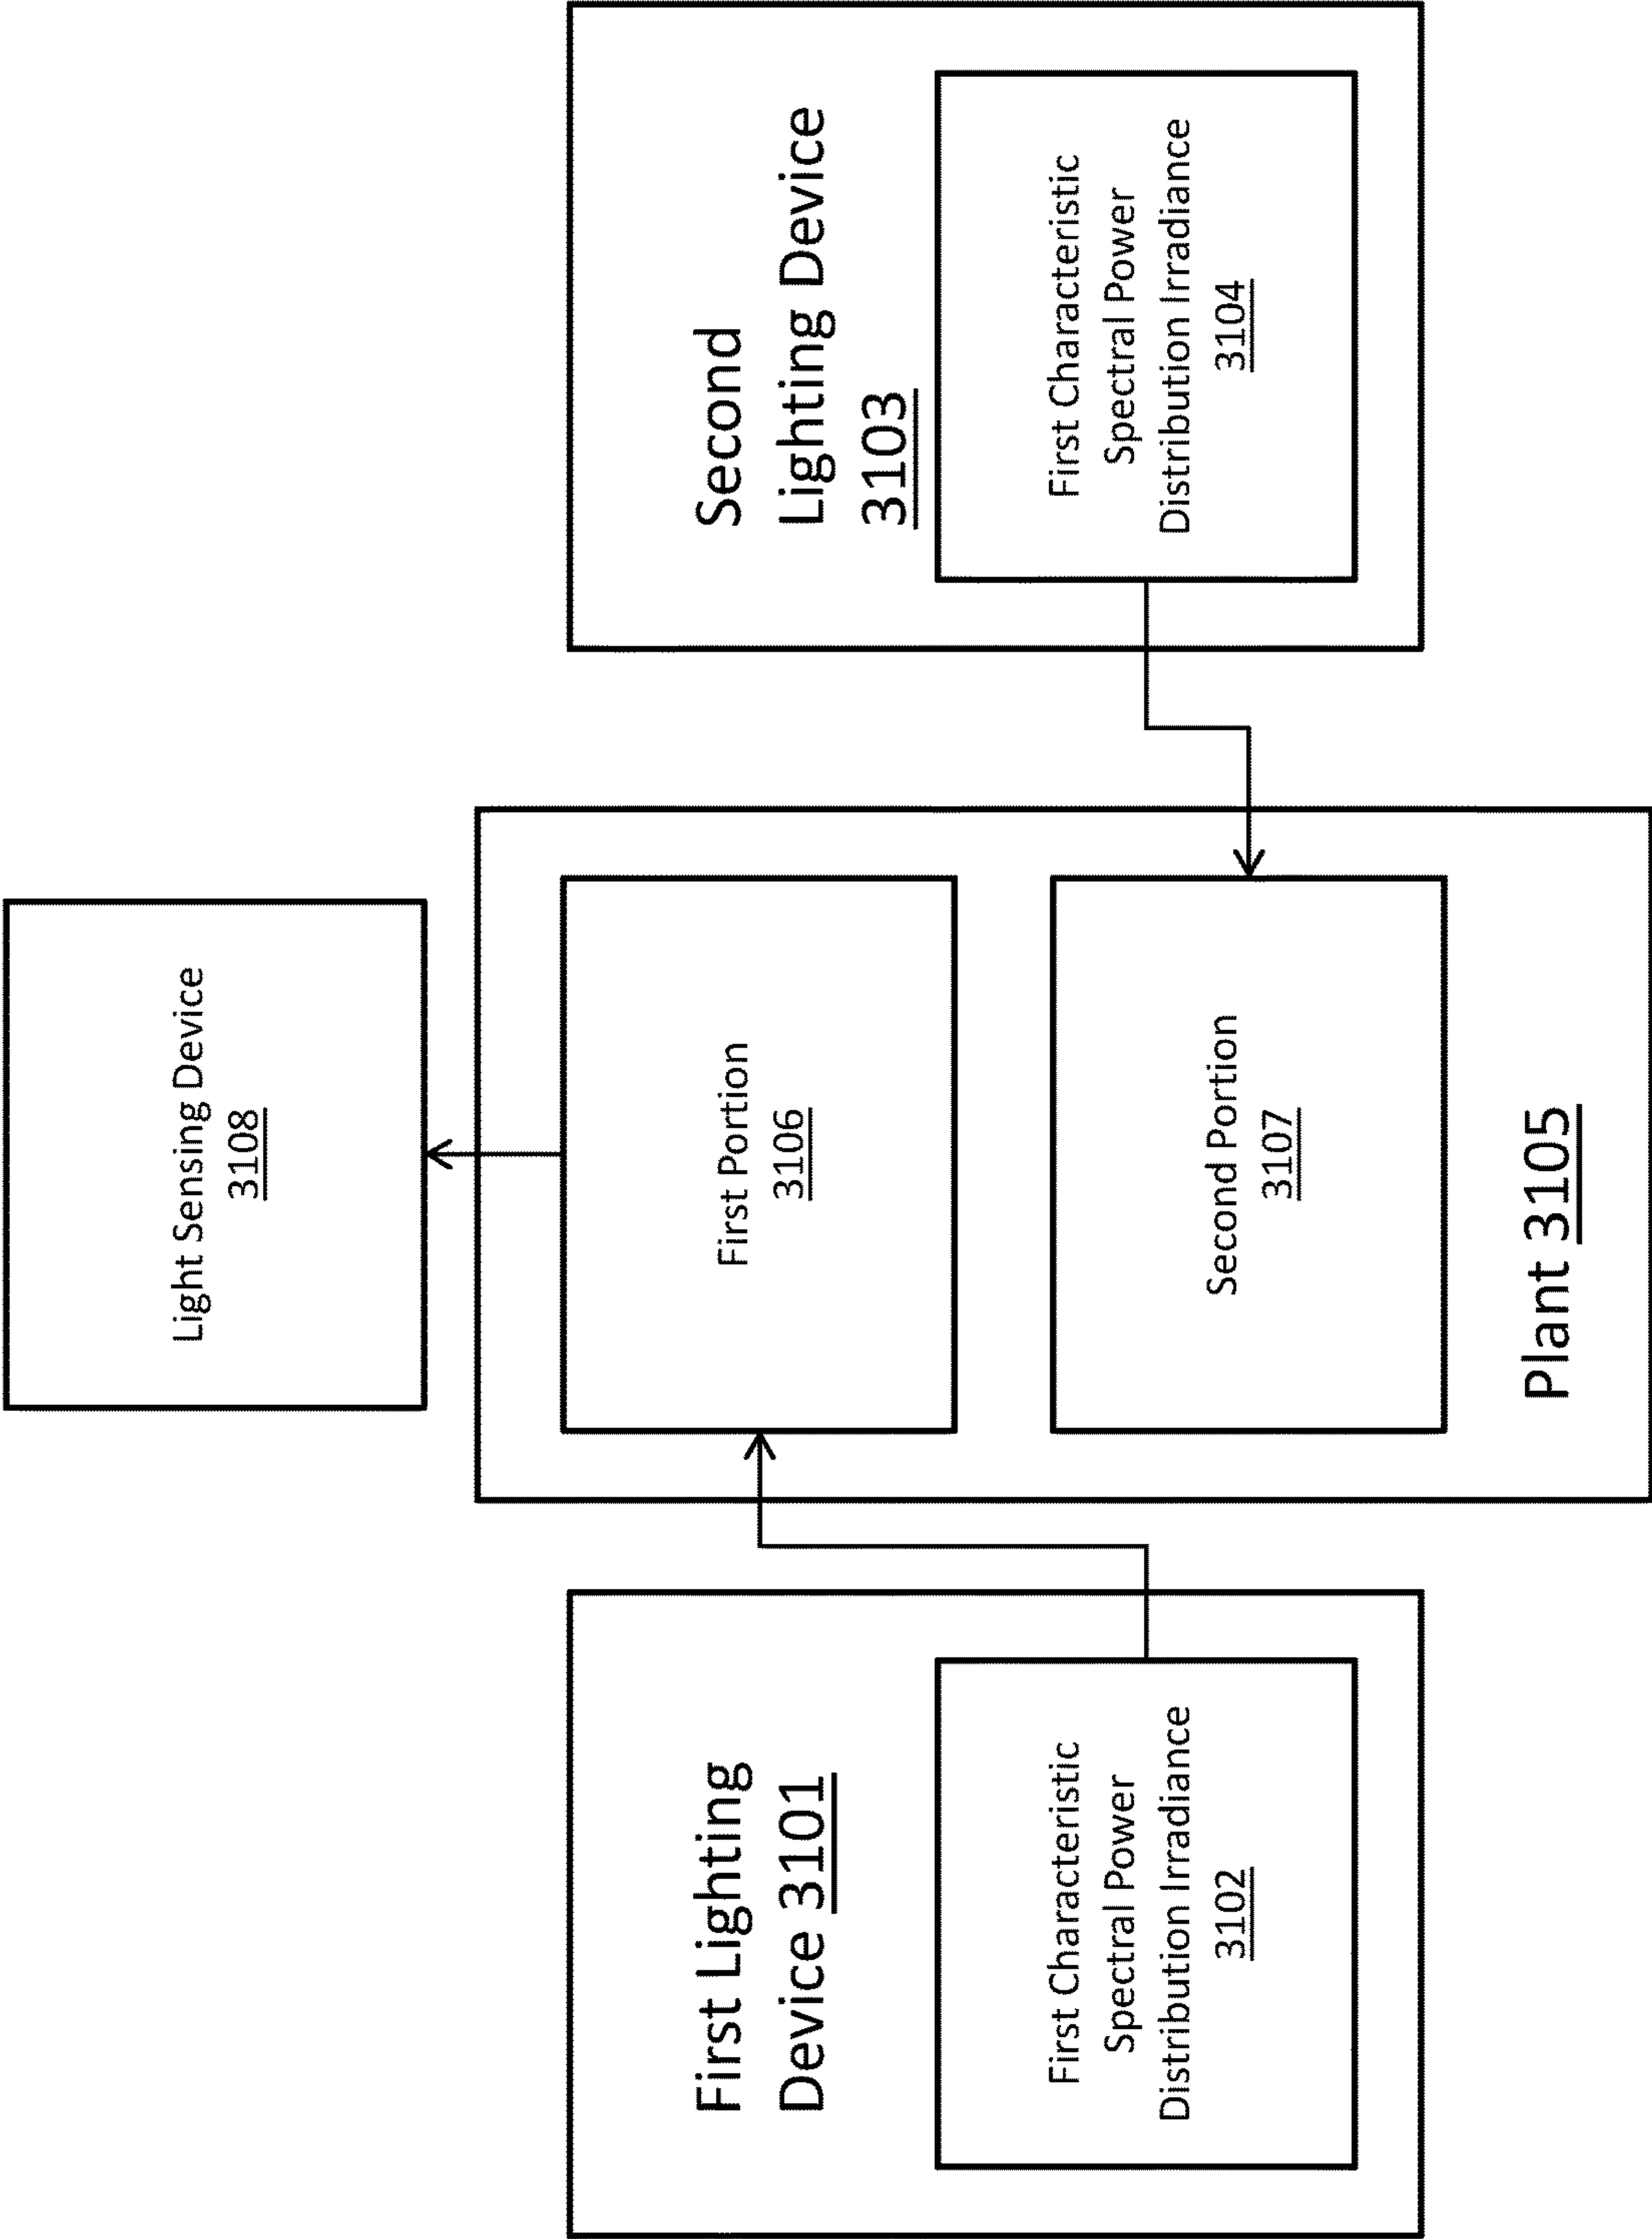 Light Sensing Device
3108
First Lighting
Device 3101
First Characteristic
Spectral Power
Distribution Irradiance
3102
First Portion
3106
Second Portion
3107
Plant 3105
Second
Lighting Device
3103
First Characteristic
Spectral Power
Distribution Irradiance
3104